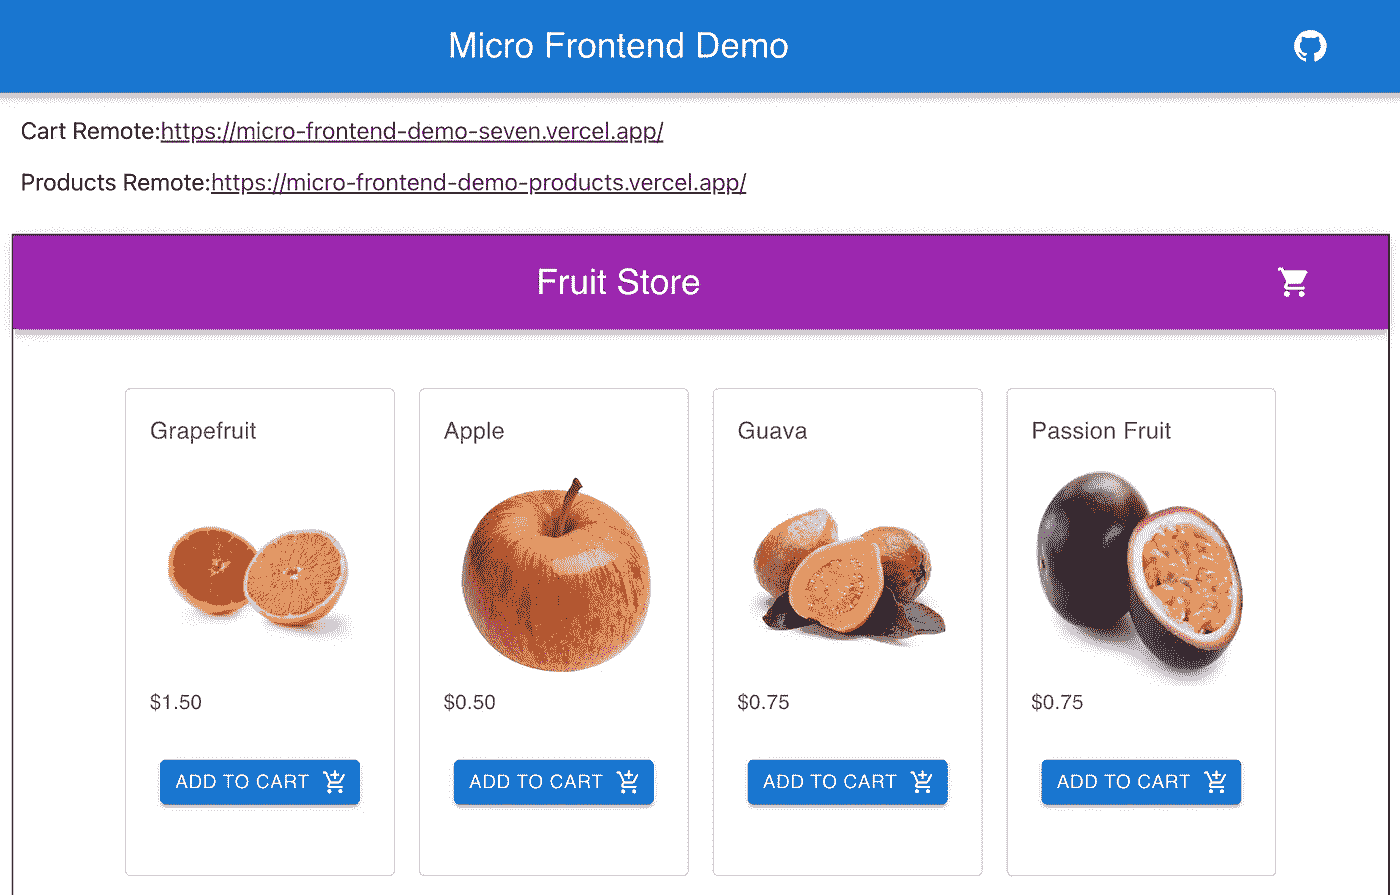 Micro Frontend Demo
Cart Remote:https://micro-frontend-demo-seven.vercel.app/
Products Remote:https://micro-frontend-demo-products.vercel.app/
Fruit Store
Grapefruit
$1.50
ADD TO CART
Apple
$0.50
ADD TO CART
Guava
$0.75
ADD TO CART
Passion Fruit
$0.75
ADD TO CART